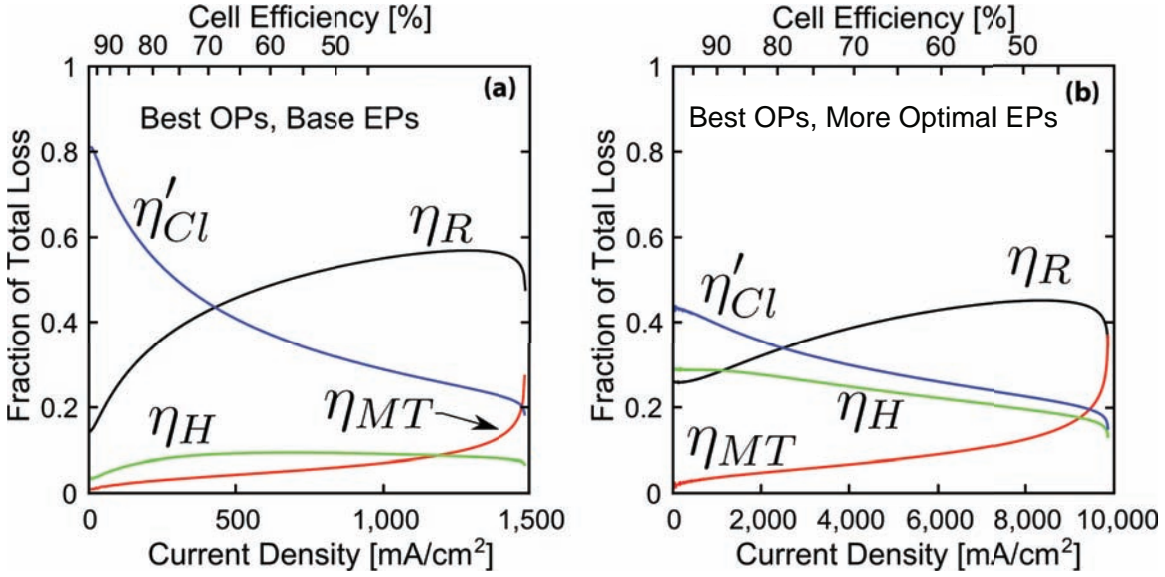 Cell Efficiency [%]
90 80 70 60 50
(a)
Best OPs, Base EPs
Fraction of Total Loss
1
0.8
0.6
0.4
0.2
0
η′Cl
ηR
ηMT
ηH
0 500 1,000 1,500
Current Density [mA/cm²]
Cell Efficiency [%]
90 80 70 60 50
(b)
Best OPs, More Optimal EPs
Fraction of Total Loss
1
0.8
0.6
0.4
0.2
0
η′Cl
ηR
ηH
ηMT
0 2,000 4,000 6,000 8,000 10,000
Current Density [mA/cm²]